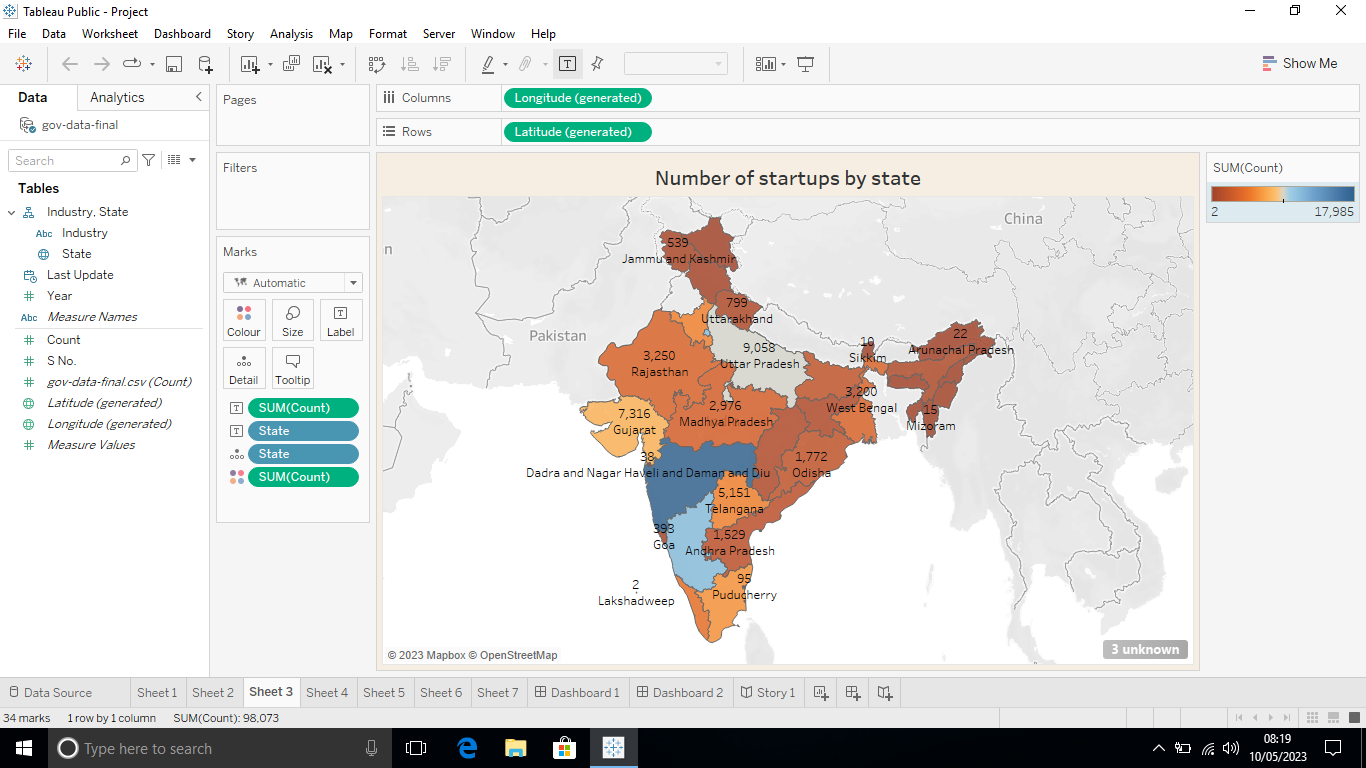 Tableau Public - Project
File Data Worksheet Dashboard Story Analysis Map Format Server Window Help
Show Me
Data Analytics
gov-data-final
Search
Tables
Industry, State
Abc Industry
State
Last Update
Year
Abc Measure Names
Count
S No.
gov-data-final.csv (Count)
Latitude (generated)
Longitude (generated)
Measure Values
Pages
Filters
Marks
Automatic
Colour Size Label
Detail Tooltip
SUM(Count)
State
State
SUM(Count)
Columns Longitude (generated)
Rows Latitude (generated)
Number of startups by state
China
n
Pakistan
539
Jammu and Kashmir
799
Uttarakhand
9,058
Uttar Pradesh
10
Sikkim
22
Arunachal Pradesh
3,250
Rajasthan
3,200
West Bengal
15
Mizoram
7,316
Gujarat
2,976
Madhya Pradesh
38
Dadra and Nagar Haveli and Daman and Diu
1,772
Odisha
5,151
Telangana
393
Goa
1,529
Andhra Pradesh
2
Lakshadweep
95
Puducherry
© 2023 Mapbox © OpenStreetMap
3 unknown
SUM(Count)
2 17,985
Data Source Sheet 1 Sheet 2 Sheet 3 Sheet 4 Sheet 5 Sheet 6 Sheet 7 Dashboard 1 Dashboard 2 Story 1
34 marks 1 row by 1 column SUM(Count): 98,073
Type here to search
08:19
10/05/2023